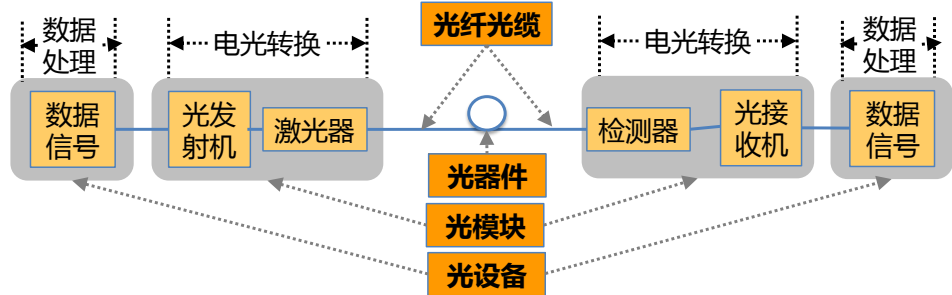 数据
处理
电光转换
光纤光缆
电光转换
数据
处理
数据
信号
光发
射机
激光器
检测器
光接
收机
数据
信号
光器件
光模块
光设备